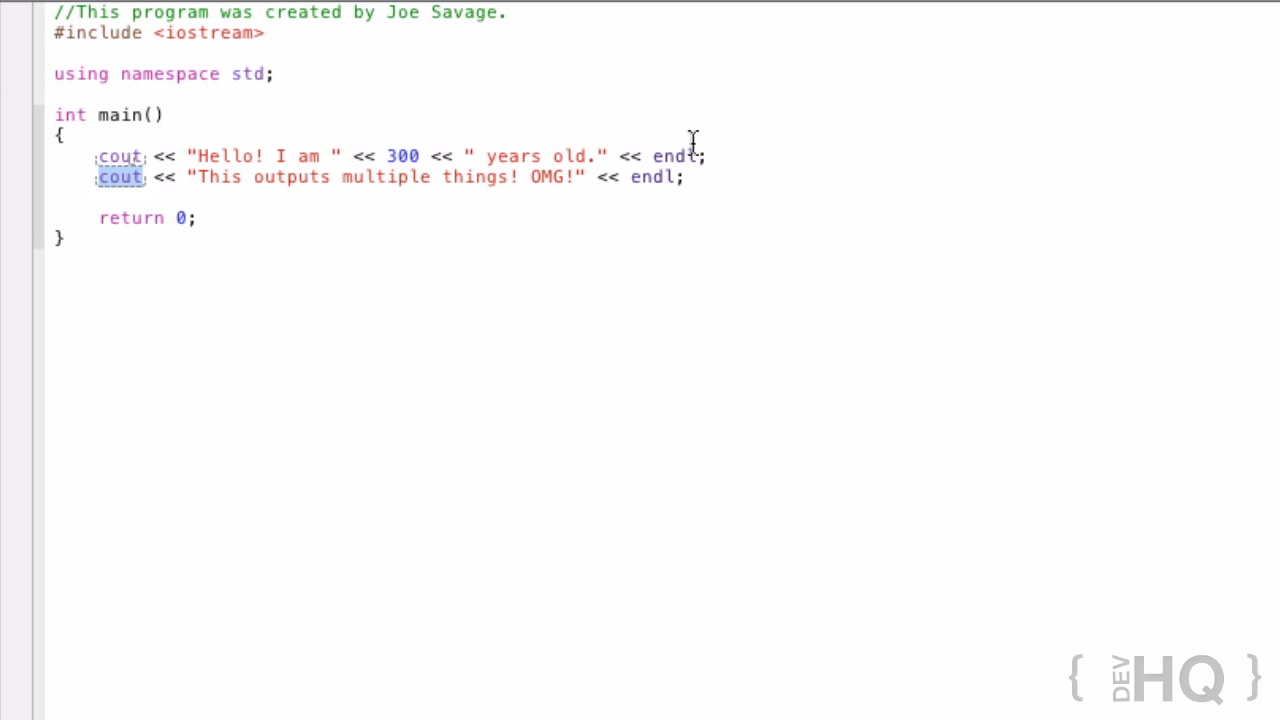 //This program was created by Joe Savage.
#include <iostream>
using namespace std;
int main()
{
    cout << "Hello! I am " << 300 << " years old." << endl;
    cout << "This outputs multiple things! OMG!" << endl;
    return 0;
}
{ DEV HQ }